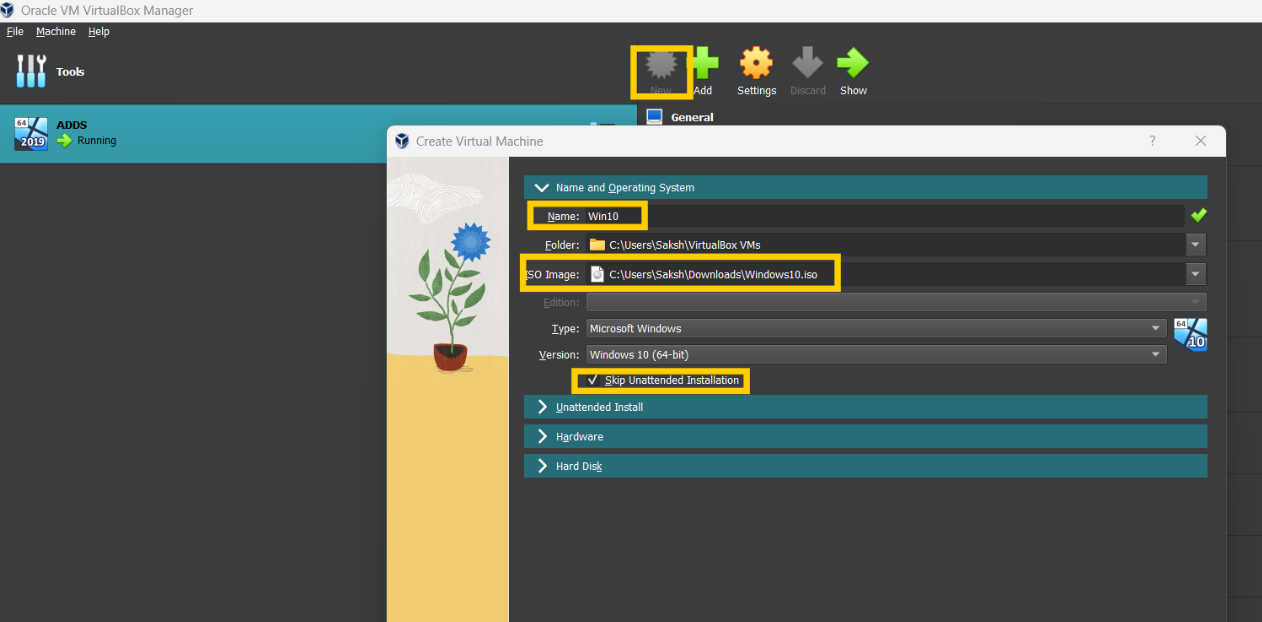 Oracle VM VirtualBox Manager
File Machine Help
Tools
New Add Settings Discard Show
64
2019
ADDS
Running
General
Create Virtual Machine ?
Name and Operating System
Name: Win10
Folder: C:\Users\Saksh\VirtualBox VMs
ISO Image: C:\Users\Saksh\Downloads\Windows10.iso
Edition:
Type: Microsoft Windows
64
10
Version: Windows 10 (64-bit)
Skip Unattended Installation
Unattended Install
Hardware
Hard Disk